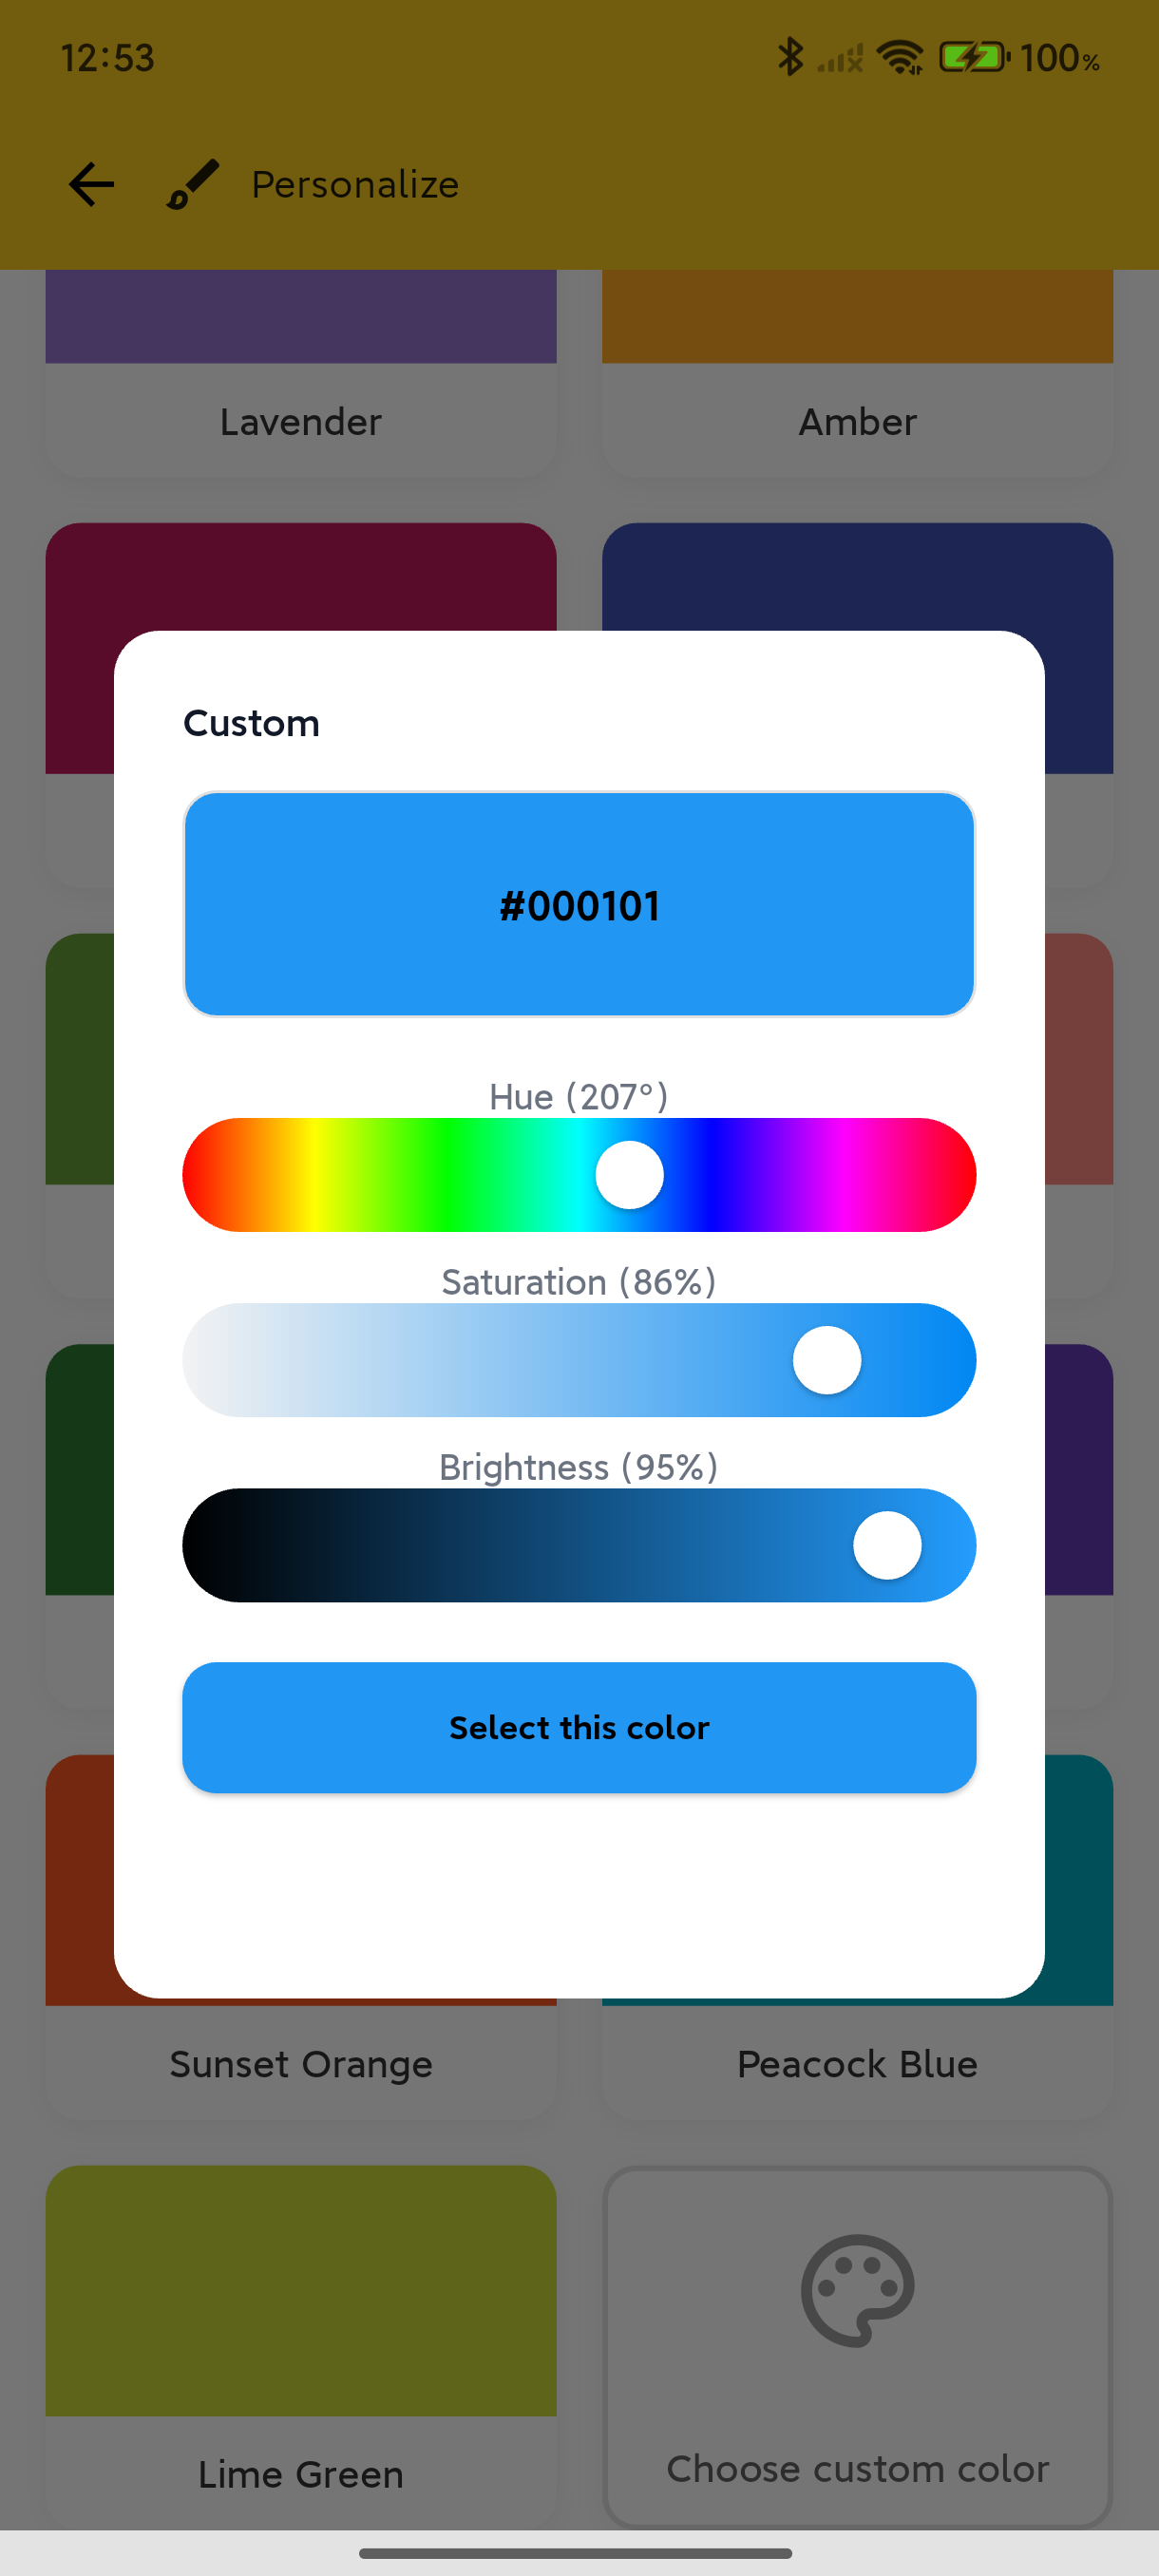 12:53
100%
Personalize
Lavender
Amber
Custom
#000101
Hue (207°)
Saturation (86%)
Brightness (95%)
Select this color
Sunset Orange
Peacock Blue
Lime Green
Choose custom color